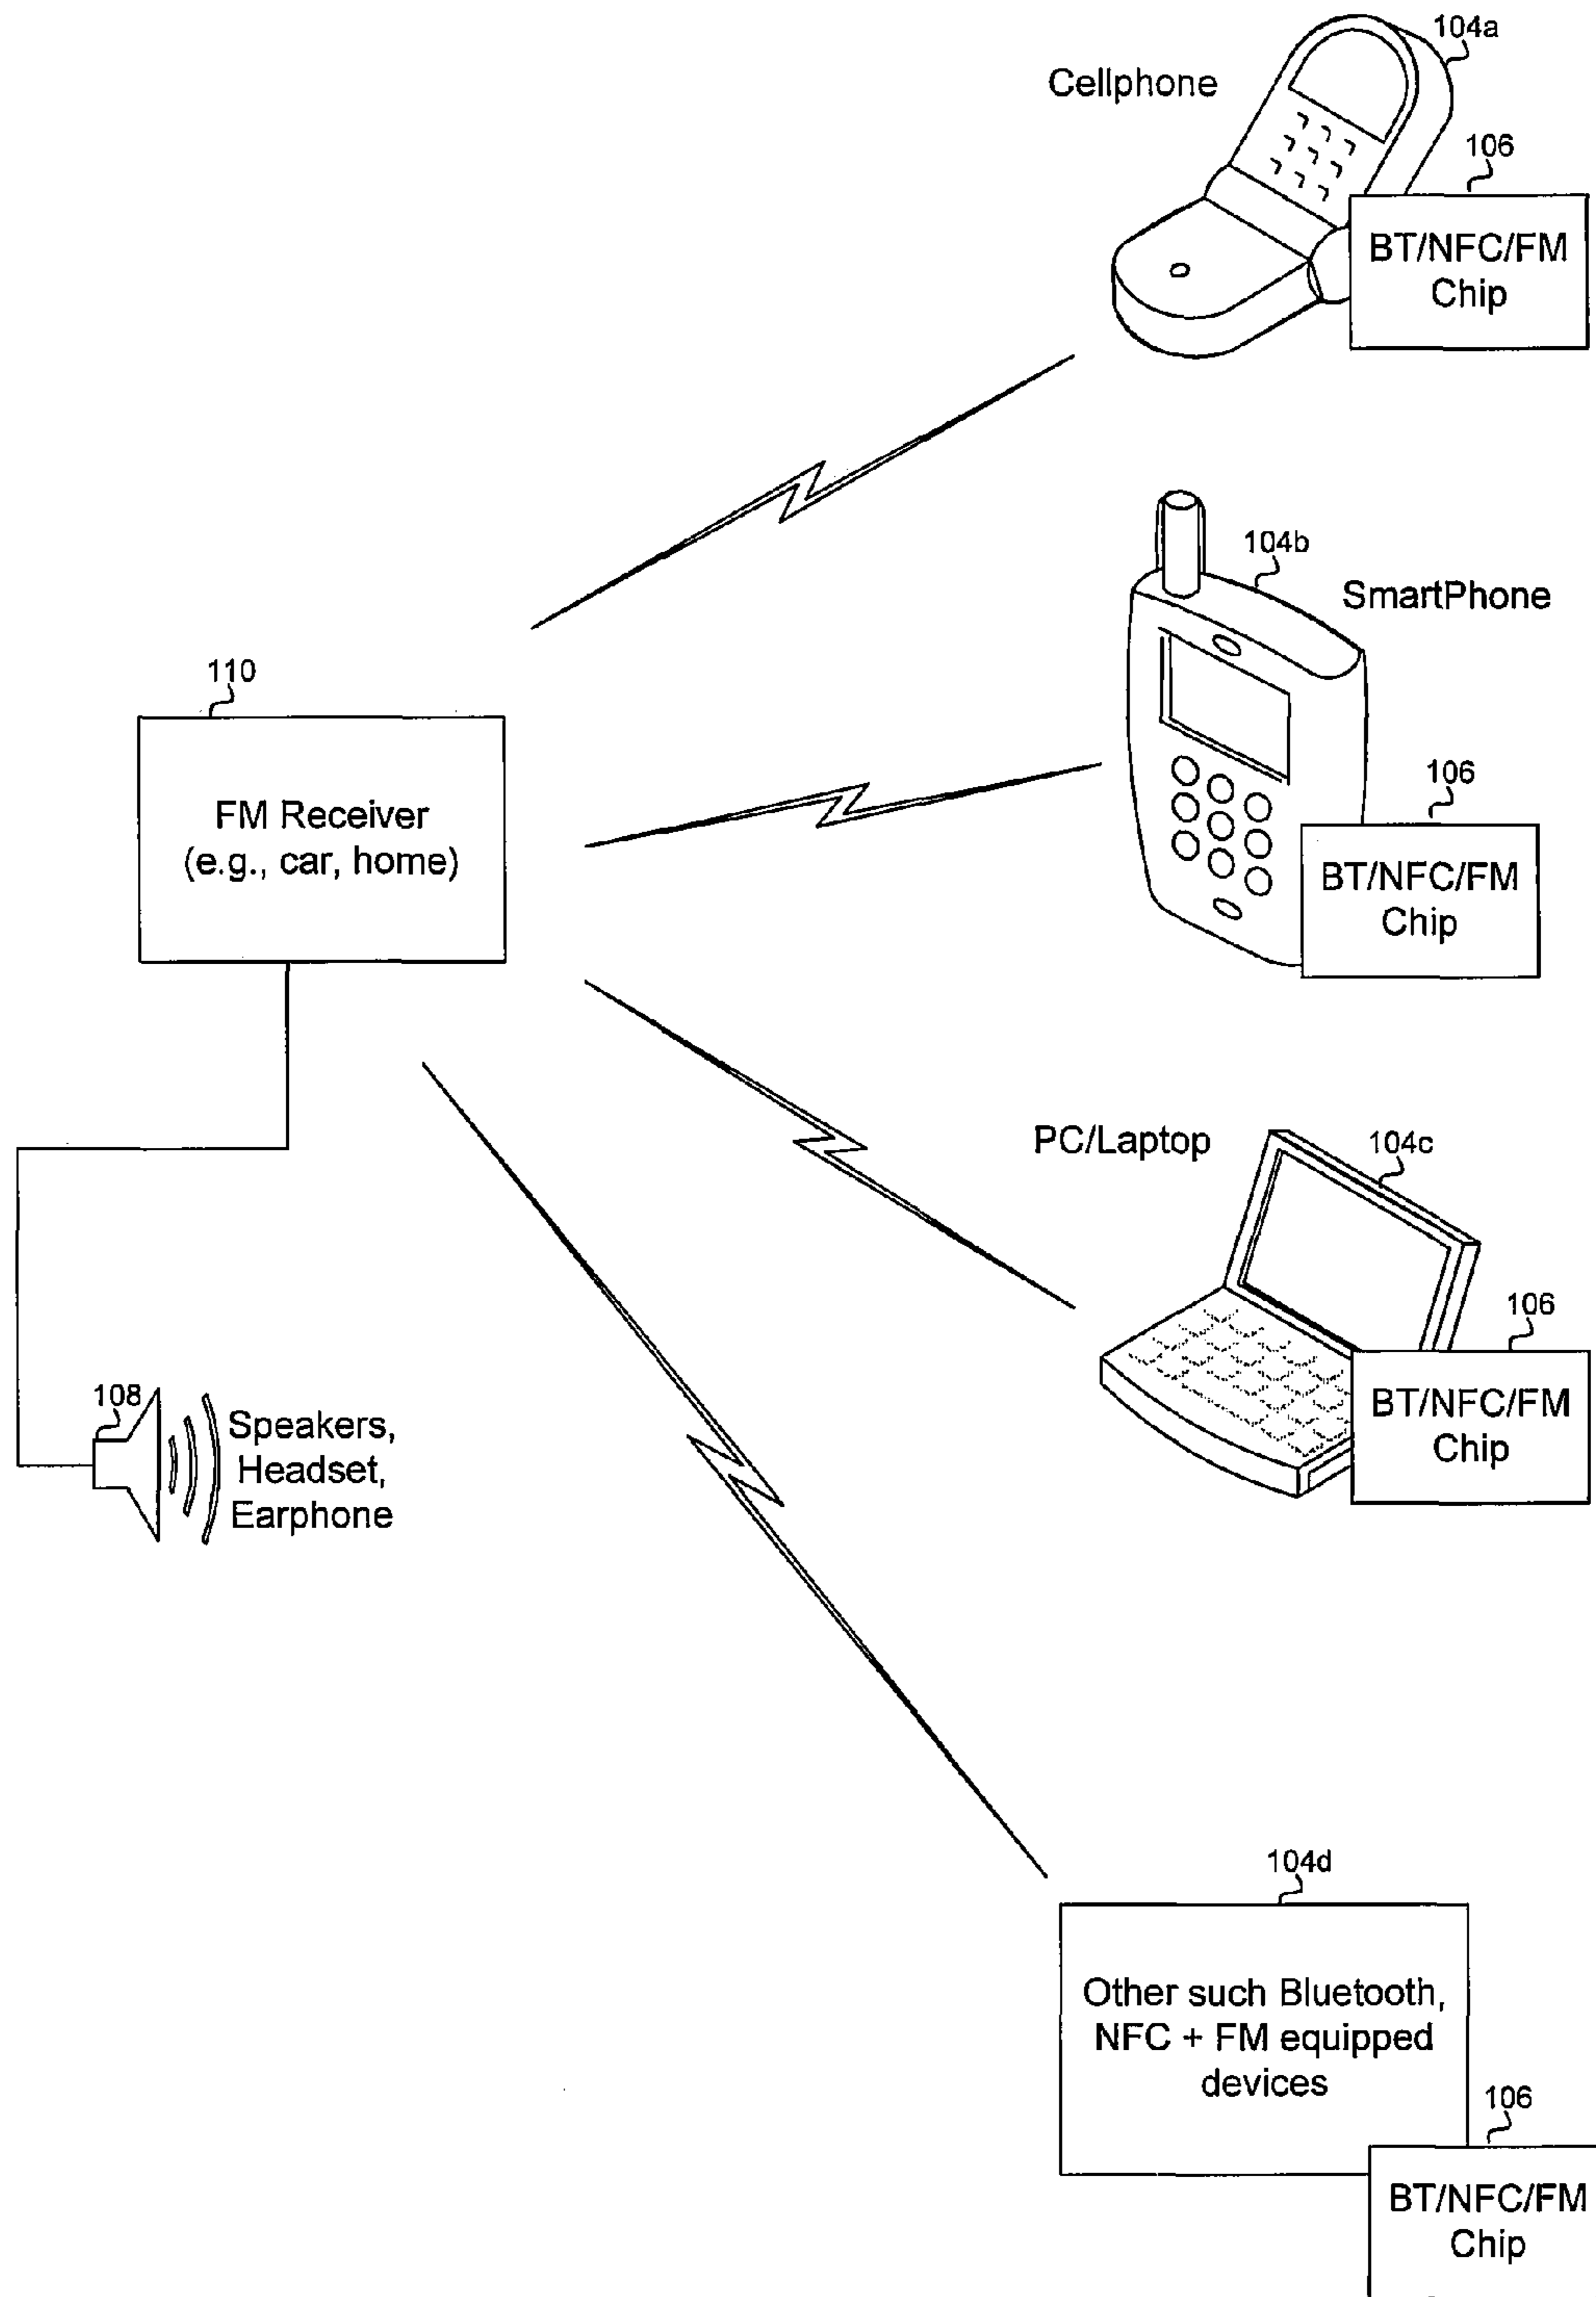 104a
Cellphone
106
BT/NFC/FM
Chip
104b
SmartPhone
110
FM Receiver
(e.g., car, home)
106
BT/NFC/FM
Chip
PC/Laptop
104c
106
BT/NFC/FM
Chip
108
Speakers,
Headset,
Earphone
104d
Other such Bluetooth,
NFC + FM equipped
devices
106
BT/NFC/FM
Chip